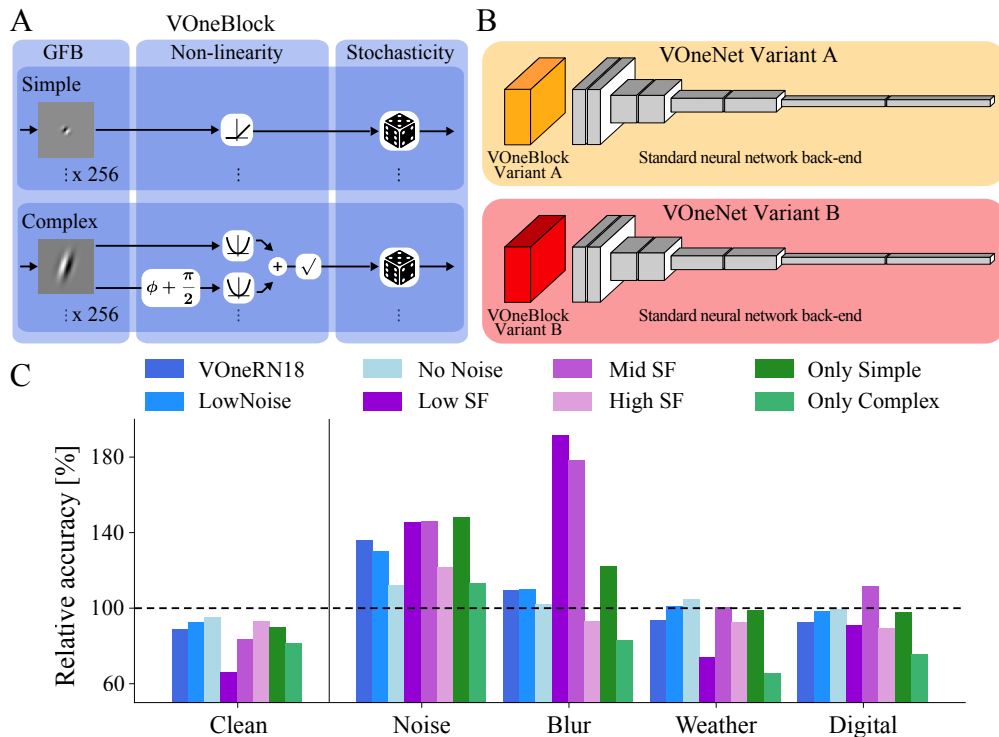 A
VOneBlock
GFB
Non-linearity
Stochasticity
Simple
⋮ x 256
⋮
⋮
Complex
ϕ + π/2
+
√
⋮ x 256
⋮
⋮
B
VOneNet Variant A
VOneBlock
Variant A
Standard neural network back-end
VOneNet Variant B
VOneBlock
Variant B
Standard neural network back-end
C
VOneRN18
No Noise
Mid SF
Only Simple
LowNoise
Low SF
High SF
Only Complex
Relative accuracy [%]
180
140
100
60
Clean
Noise
Blur
Weather
Digital